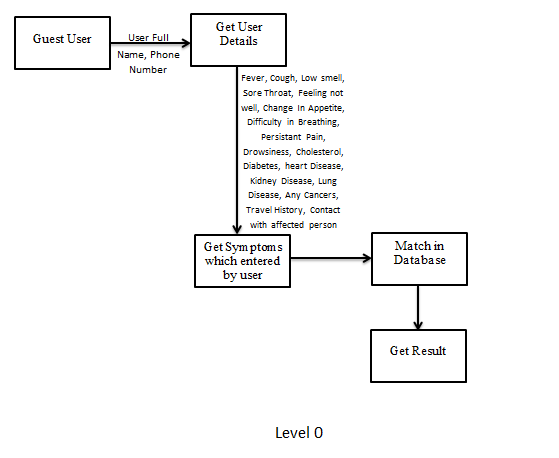 Guest User
User Full
Name, Phone
Number
Get User
Details
Fever, Cough, Low smell,
Sore Throat, Feeling not
well, Change In Appetite,
Difficulty in Breathing,
Persistant Pain,
Drowsiness, Cholesterol,
Diabetes, heart Disease,
Kidney Disease, Lung
Disease, Any Cancers,
Travel History, Contact
with affected person
Get Symptoms
which entered
by user
Match in
Database
Get Result
Level 0